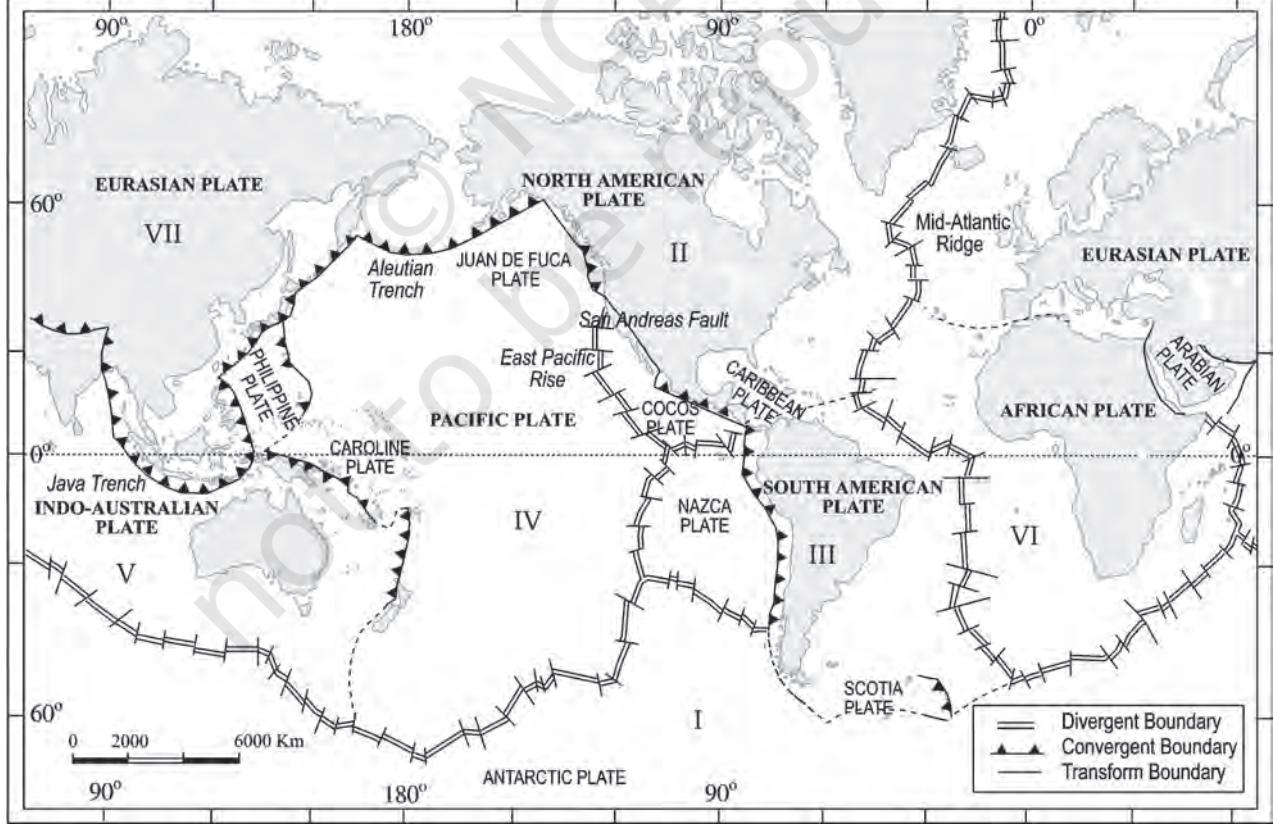 90°
180°
90°
0°
EURASIAN PLATE
VII
60°
NORTH AMERICAN
PLATE
II
Mid-Atlantic
Ridge
EURASIAN PLATE
Aleutian
Trench
JUAN DE FUCA
PLATE
San Andreas Fault
East Pacific
Rise
PHILIPPINE
PLATE
CARIBBEAN
PLATE
ARABIAN
PLATE
COCOS
PLATE
PACIFIC PLATE
AFRICAN PLATE
CAROLINE
PLATE
0°
0°
Java Trench
INDO-AUSTRALIAN
PLATE
V
IV
NAZCA
PLATE
SOUTH AMERICAN
PLATE
III
VI
SCOTIA
PLATE
60°
I
0 2000 6000 Km
ANTARCTIC PLATE
Divergent Boundary
Convergent Boundary
Transform Boundary
90°
180°
90°
© NC
not to be republ